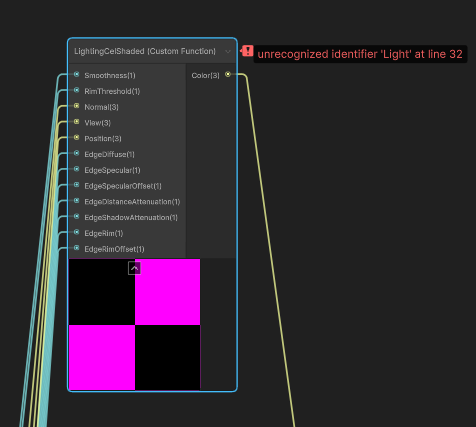 LightingCelShaded (Custom Function)
unrecognized identifier 'Light' at line 32
Smoothness(1)
Color(3)
RimThreshold(1)
Normal(3)
View(3)
Position(3)
EdgeDiffuse(1)
EdgeSpecular(1)
EdgeSpecularOffset(1)
EdgeDistanceAttenuation(1)
EdgeShadowAttenuation(1)
EdgeRim(1)
EdgeRimOffset(1)